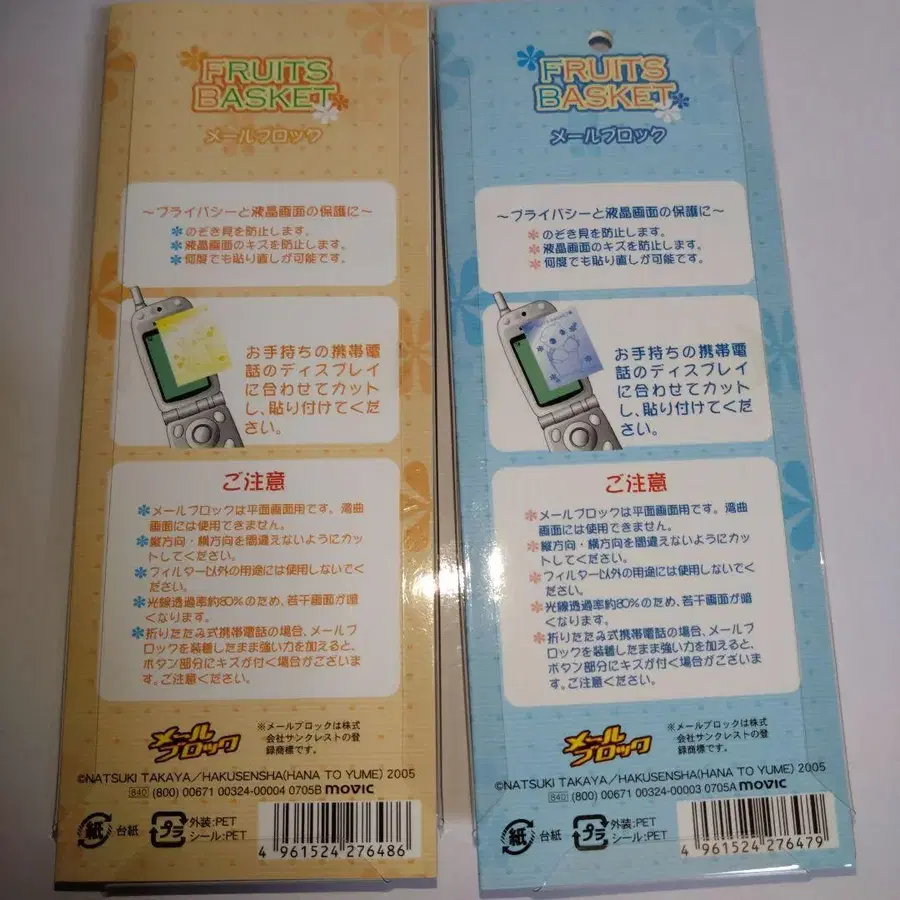 FRUITS
BASKET
メールブロック
～プライバシーと液晶画面の保護に～
のぞき見を防止します。
液晶画面のキズを防止します。
何度でも貼り直しが可能です。
お手持ちの携帯電
話のディスプレイ
に合わせてカット
し、貼り付けてくだ
さい。
ご注意
メールブロックは平面画面用です。湾曲
画面には使用できません。
縦方向・横方向を間違えないようにカッ
トしてください。
フィルター以外の用途には使用しないでく
ださい。
光線透過率約80%のため、若干画面が暗
くなります。
折りたたみ式携帯電話の場合、メールブ
ロックを装着したまま強い力を加えると、
ボタン部分にキズが付く場合がございま
す。ご注意ください。
メール
ブロック
※メールブロックは株式
会社サンクレストの登
録商標です。
©NATSUKI TAKAYA／HAKUSENSHA(HANA TO YUME) 2005
840 (800) 00671 00324-00004 0705B movic
紙 台紙
プラ 外装:PET
シール:PET
4 961524 276486
FRUITS
BASKET
メールブロック
～プライバシーと液晶画面の保護に～
のぞき見を防止します。
液晶画面のキズを防止します。
何度でも貼り直しが可能です。
お手持ちの携帯電
話のディスプレイ
に合わせてカット
し、貼り付けてくだ
さい。
ご注意
メールブロックは平面画面用です。湾曲
画面には使用できません。
縦方向・横方向を間違えないようにカッ
トしてください。
フィルター以外の用途には使用しないでく
ださい。
光線透過率約80%のため、若干画面が暗
くなります。
折りたたみ式携帯電話の場合、メールブ
ロックを装着したまま強い力を加えると、
ボタン部分にキズが付く場合がございま
す。ご注意ください。
メール
ブロック
※メールブロックは株式
会社サンクレストの登
録商標です。
©NATSUKI TAKAYA／HAKUSENSHA(HANA TO YUME) 2005
840 (800) 00671 00324-00003 0705A movic
紙 台紙
プラ 外装:PET
シール:PET
4 961524 276479